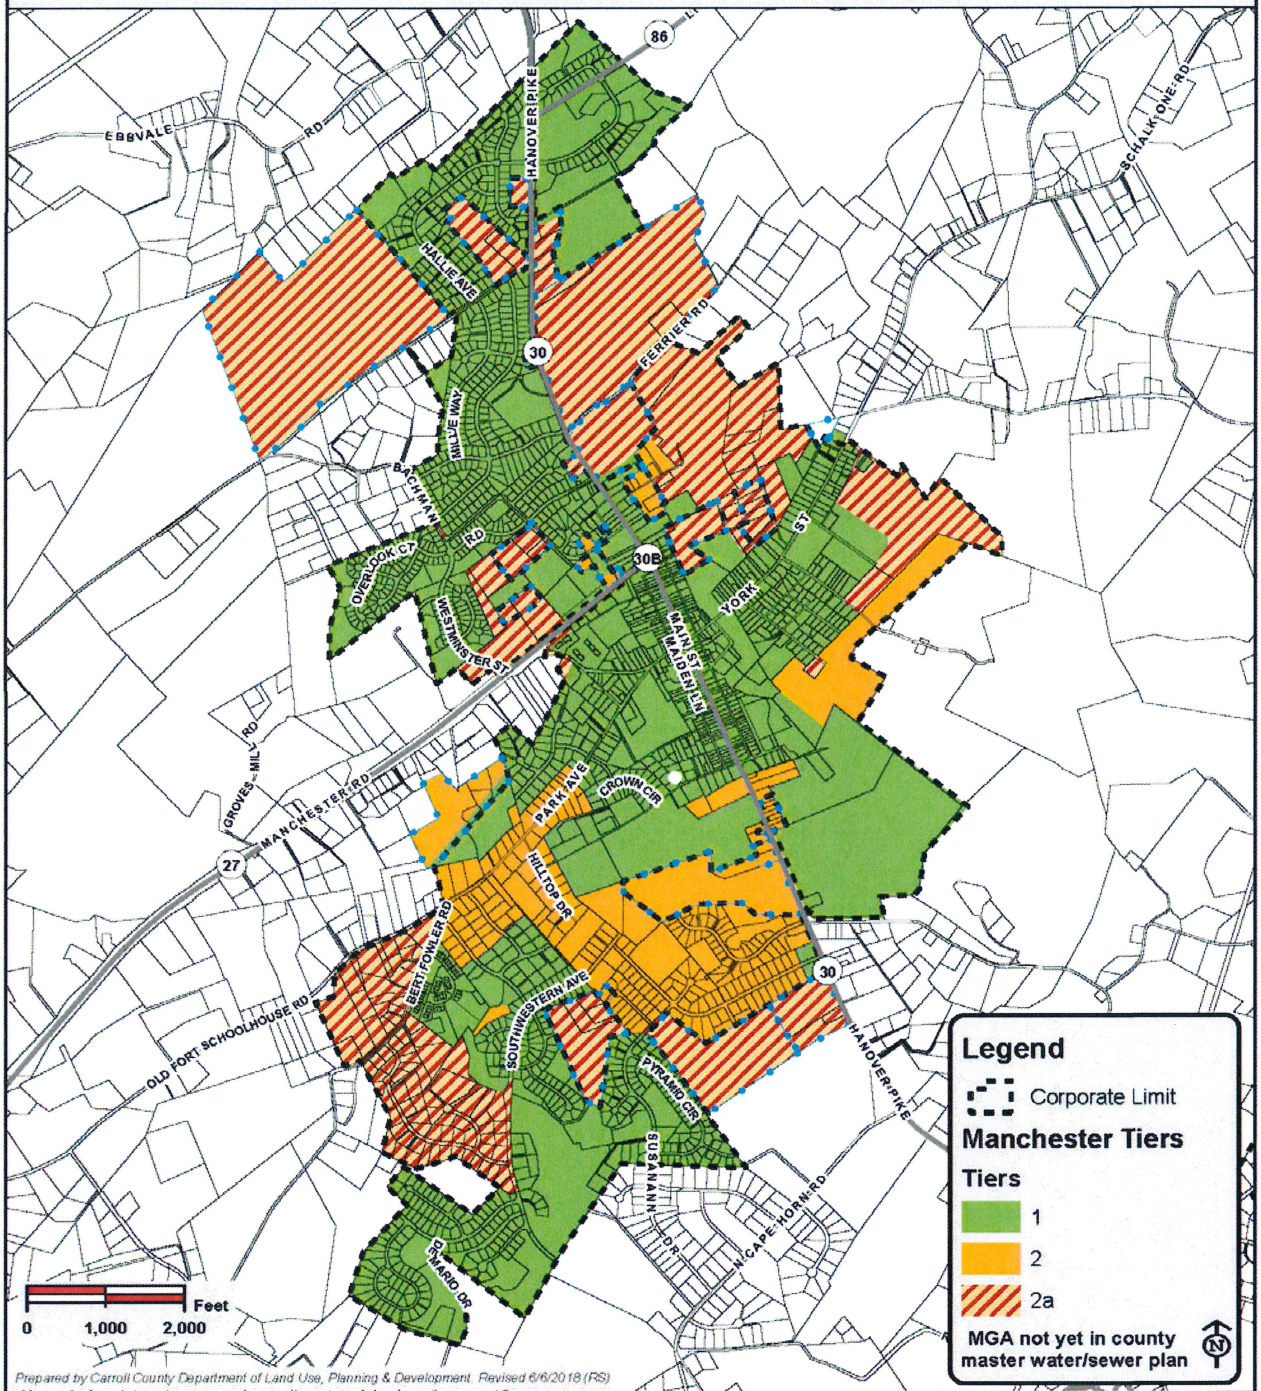 86
LI
HANOVER PIKE
EBBVALE RD
SCHALK ONE RD
HALLIE AVE
30
FERRIER RD
MILLIE WAY
BACHMAN RD
OVERLOOK CT
ST
30B
YORK
WESTMINSTER ST
MAIN ST
MAIDEN LN
GROVES MILL RD
MANCHESTER RD
PARK AVE
CROWN CIR
27
HILLTOP DR
BERT FOWLER RD
30
OLD FORT SCHOOLHOUSE RD
SOUTHWESTERN AVE
HANOVER PIKE
PYRAMID CIR
SUSANANN DR
N CAPE HORN RD
DE MARIO DR
Legend
Corporate Limit
Manchester Tiers
Tiers
1
2
2a
MGA not yet in county
master water/sewer plan
N
Feet
0 1,000 2,000
Prepared by Carroll County Department of Land Use, Planning & Development. Revised 6/6/2018 (RS)